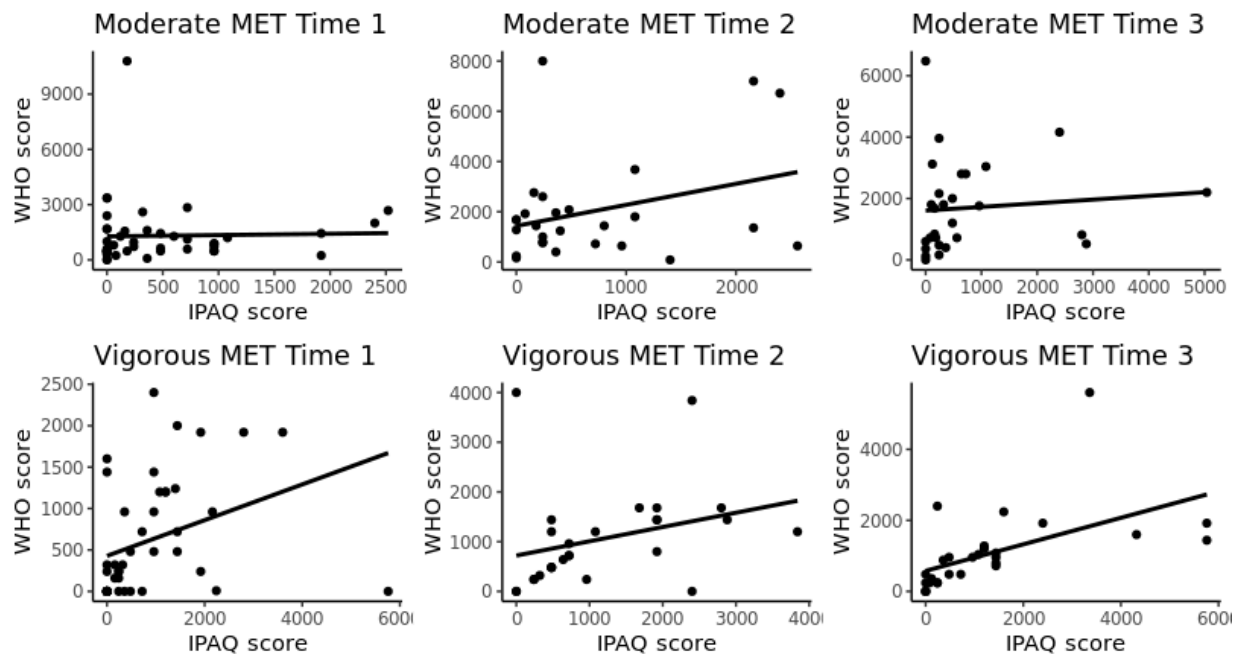 Moderate MET Time 1
WHO score
9000
6000
3000
0
0 500 1000 1500 2000 2500
IPAQ score
Moderate MET Time 2
WHO score
8000
6000
4000
2000
0
0 1000 2000
IPAQ score
Moderate MET Time 3
WHO score
6000
4000
2000
0
0 1000 2000 3000 4000 5000
IPAQ score
Vigorous MET Time 1
WHO score
2500
2000
1500
1000
500
0
0 2000 4000 600
IPAQ score
Vigorous MET Time 2
WHO score
4000
3000
2000
1000
0
0 1000 2000 3000 400
IPAQ score
Vigorous MET Time 3
WHO score
4000
2000
0
0 2000 4000 600
IPAQ score